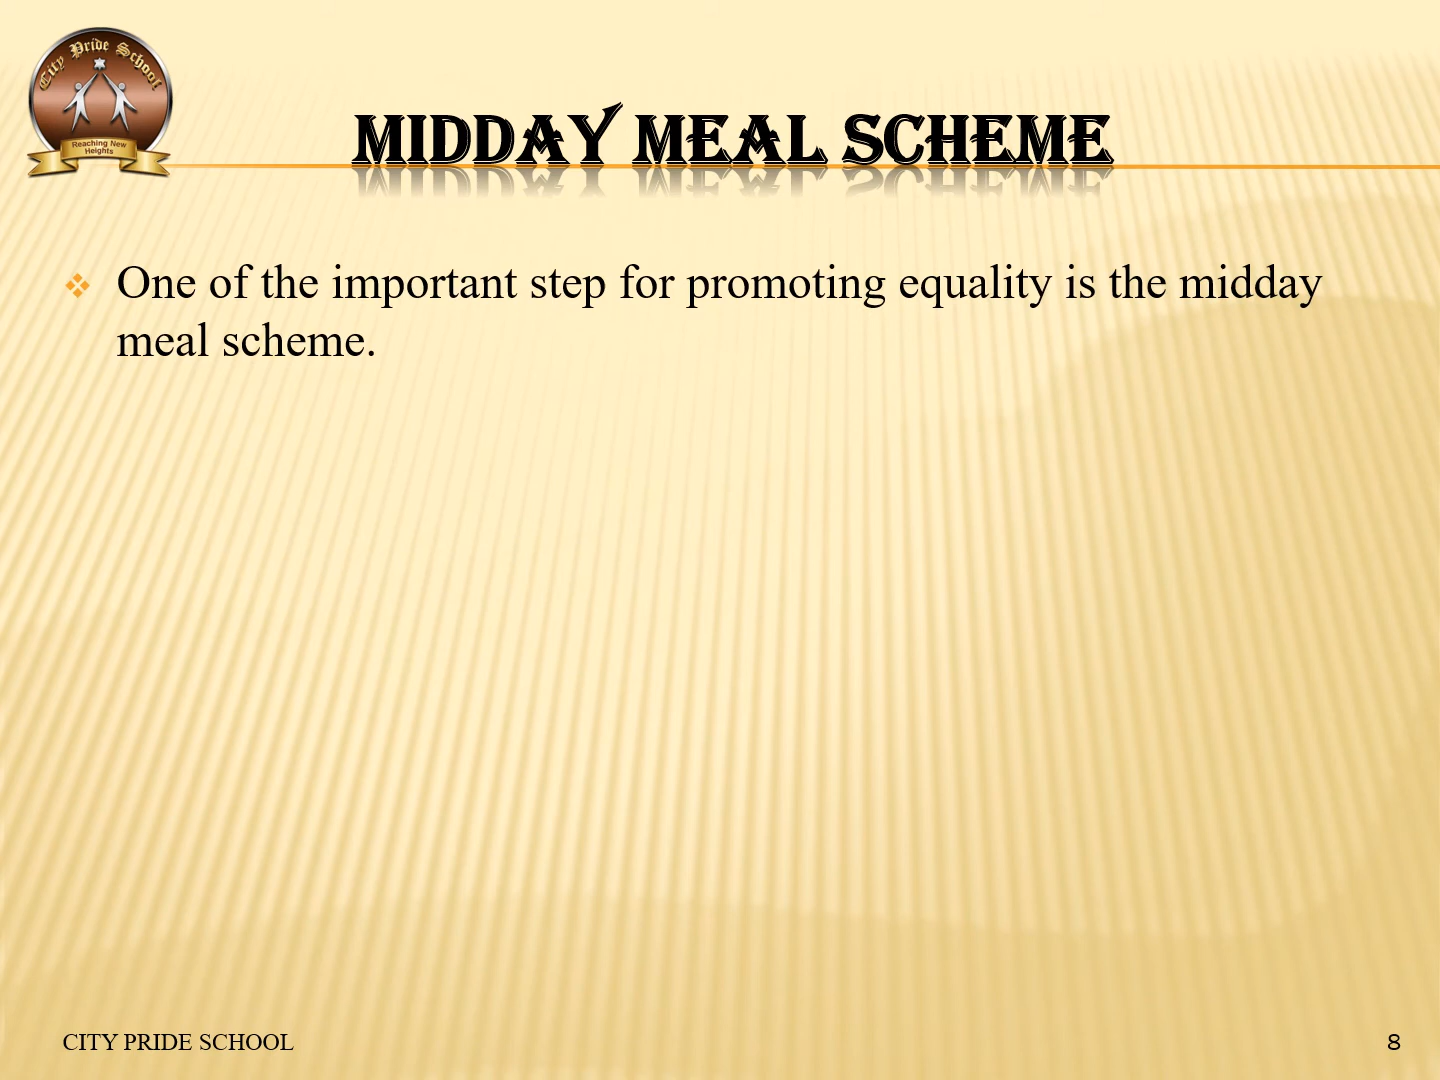 City Pride School
Reaching New
Heights
MIDDAY MEAL SCHEME
One of the important step for promoting equality is the midday
meal scheme.
CITY PRIDE SCHOOL
8